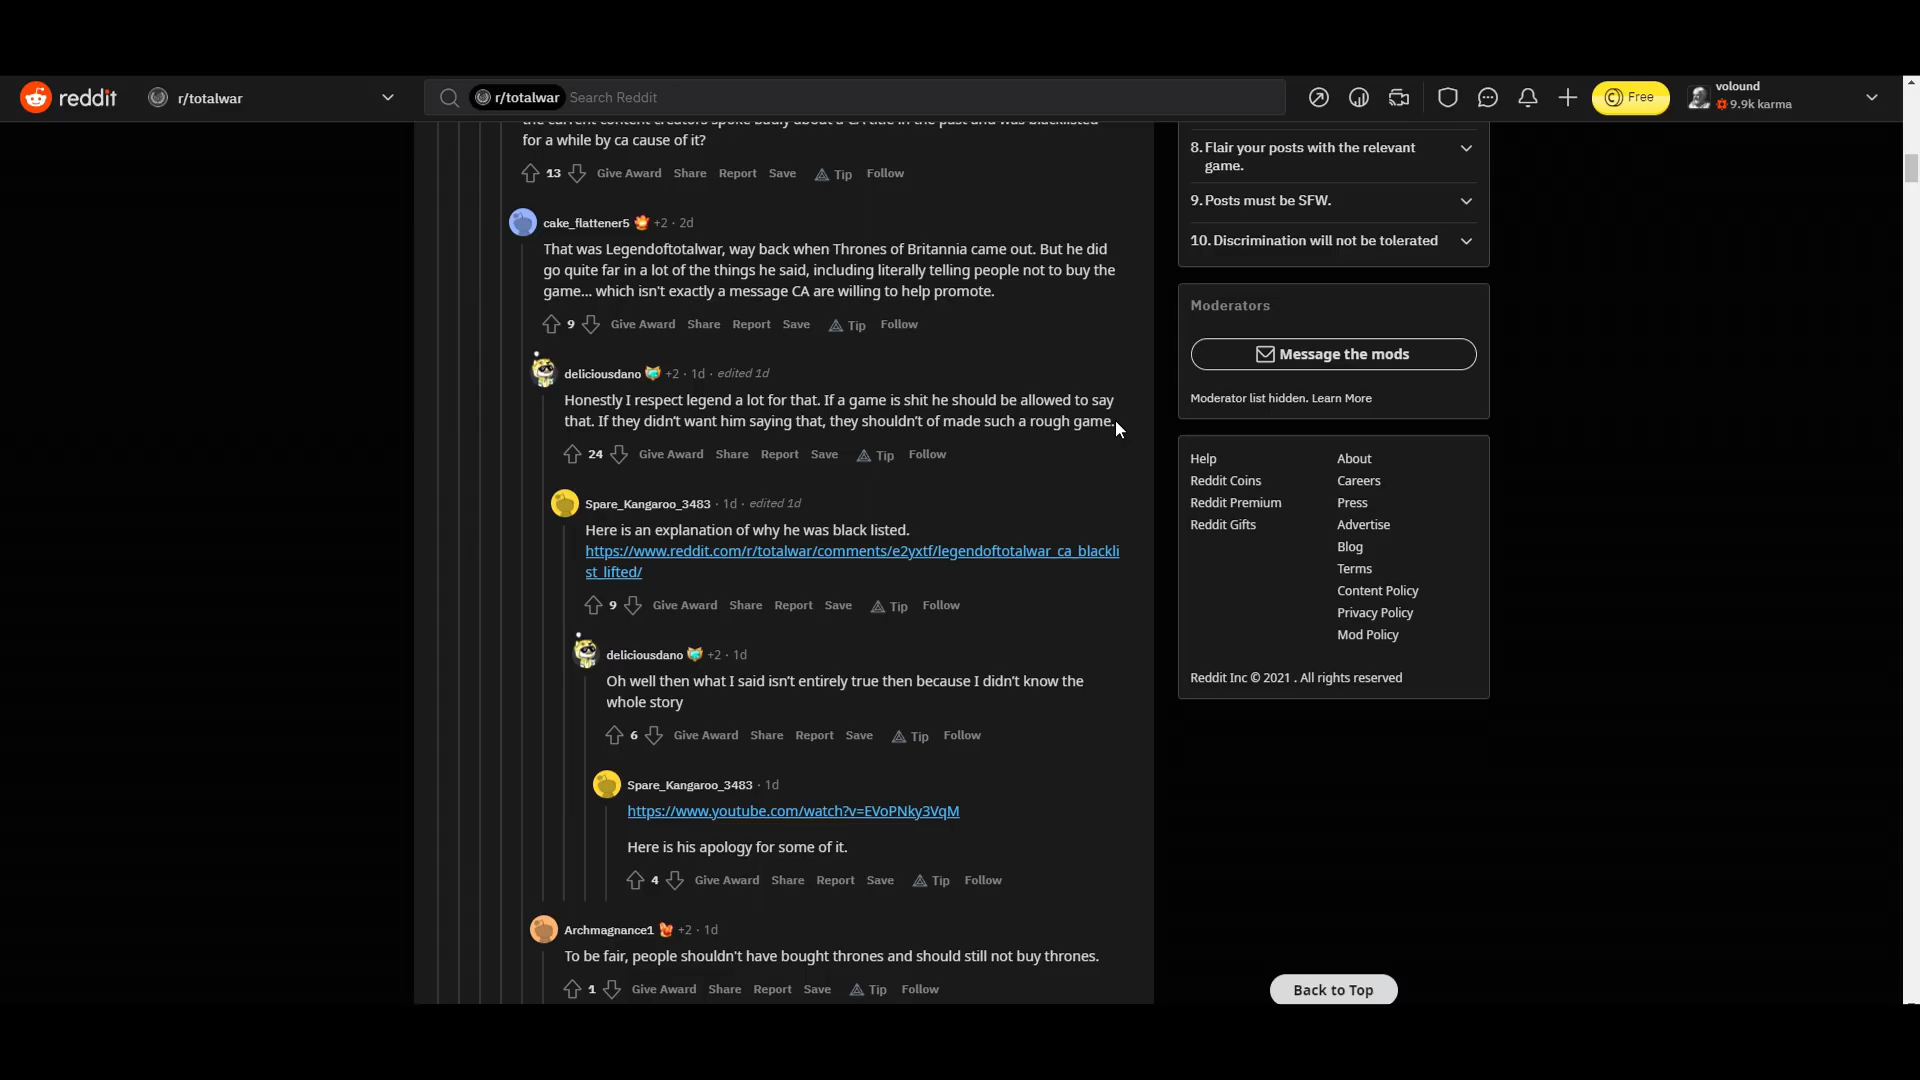 reddit
r/totalwar
r/totalwar Search Reddit
Free
volound
9.9k karma
the current content creators spoke badly about a CA title in the past and was blacklisted
for a while by ca cause of it?
13 Give Award Share Report Save Tip Follow
cake_flattener5 +2 · 2d
That was Legendoftotalwar, way back when Thrones of Britannia came out. But he did
go quite far in a lot of the things he said, including literally telling people not to buy the
game... which isn't exactly a message CA are willing to help promote.
9 Give Award Share Report Save Tip Follow
deliciousdano +2 · 1d · edited 1d
Honestly I respect legend a lot for that. If a game is shit he should be allowed to say
that. If they didn’t want him saying that, they shouldn’t of made such a rough game.
24 Give Award Share Report Save Tip Follow
Spare_Kangaroo_3483 · 1d · edited 1d
Here is an explanation of why he was black listed.
https://www.reddit.com/r/totalwar/comments/e2yxtf/legendoftotalwar_ca_blackli
st_lifted/
9 Give Award Share Report Save Tip Follow
deliciousdano +2 · 1d
Oh well then what I said isn’t entirely true then because I didn’t know the
whole story
6 Give Award Share Report Save Tip Follow
Spare_Kangaroo_3483 · 1d
https://www.youtube.com/watch?v=EVoPNky3VqM
Here is his apology for some of it.
4 Give Award Share Report Save Tip Follow
Archmagnance1 +2 · 1d
To be fair, people shouldn't have bought thrones and should still not buy thrones.
1 Give Award Share Report Save Tip Follow
8. Flair your posts with the relevant
game.
9. Posts must be SFW.
10. Discrimination will not be tolerated
Moderators
Message the mods
Moderator list hidden. Learn More
Help About
Reddit Coins Careers
Reddit Premium Press
Reddit Gifts Advertise
Blog
Terms
Content Policy
Privacy Policy
Mod Policy
Reddit Inc © 2021 . All rights reserved
Back to Top